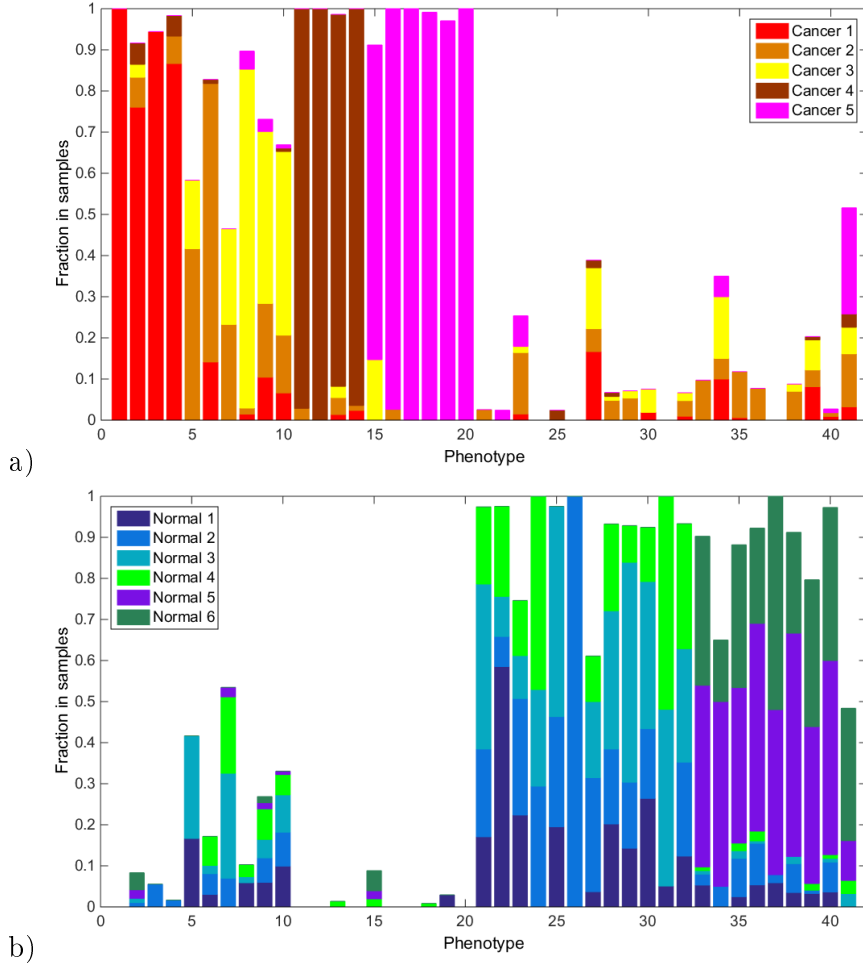 1
0.9
0.8
0.7
0.6
0.5
0.4
0.3
0.2
0.1
0
Fraction in samples
Cancer 1
Cancer 2
Cancer 3
Cancer 4
Cancer 5
0 5 10 15 20 25 30 35 40
Phenotype
a)
1
0.9
0.8
0.7
0.6
0.5
0.4
0.3
0.2
0.1
0
Fraction in samples
Normal 1
Normal 2
Normal 3
Normal 4
Normal 5
Normal 6
0 5 10 15 20 25 30 35 40
Phenotype
b)